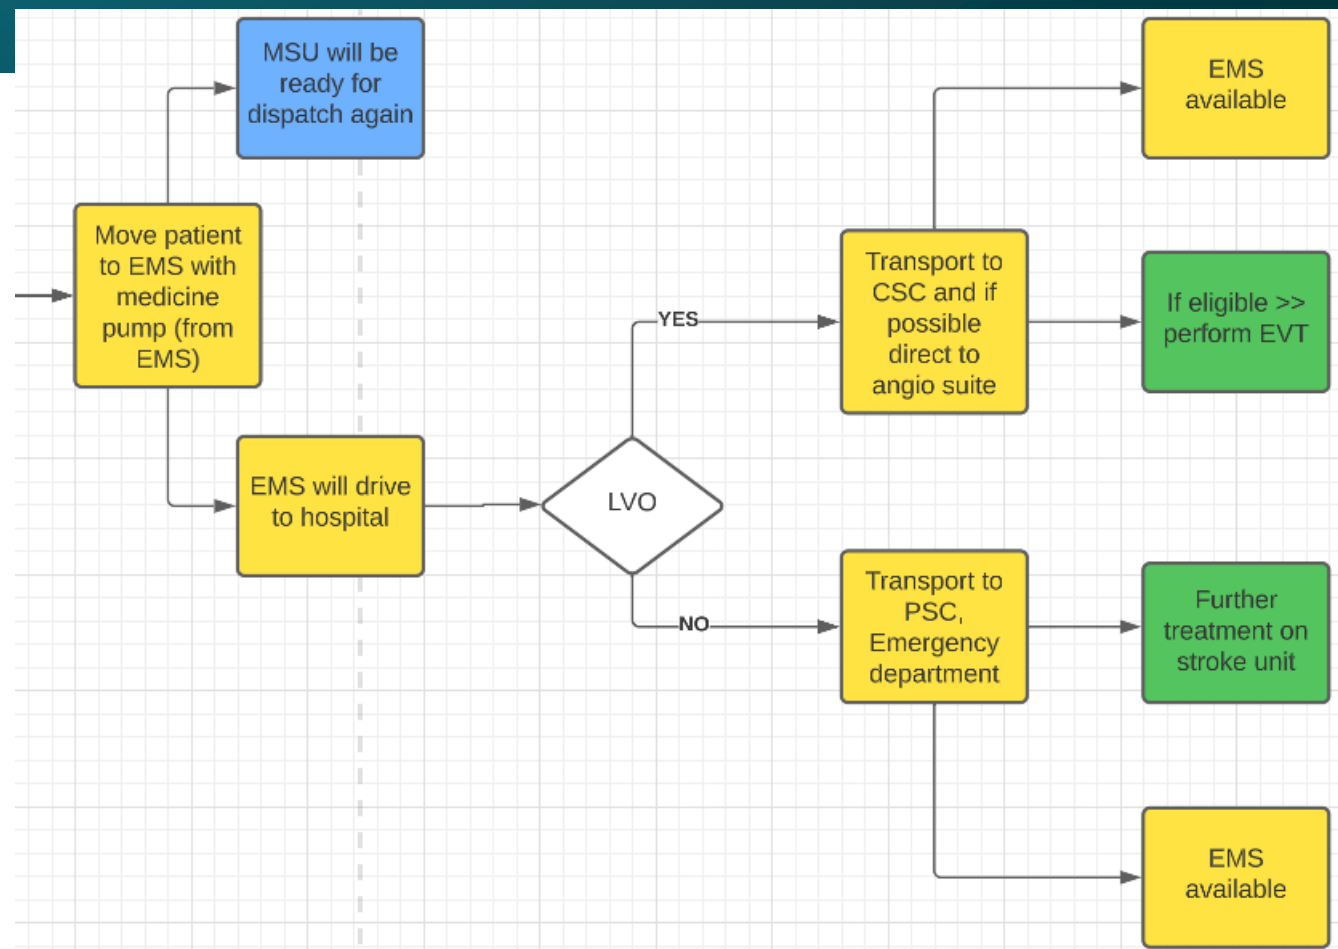 MSU will be
ready for
dispatch again
Move patient
to EMS with
medicine
pump (from
EMS)
EMS will drive
to hospital
LVO
YES
NO
Transport to
CSC and if
possible
direct to
angio suite
EMS
available
If eligible >>
perform EVT
Transport to
PSC,
Emergency
department
Further
treatment on
stroke unit
EMS
available